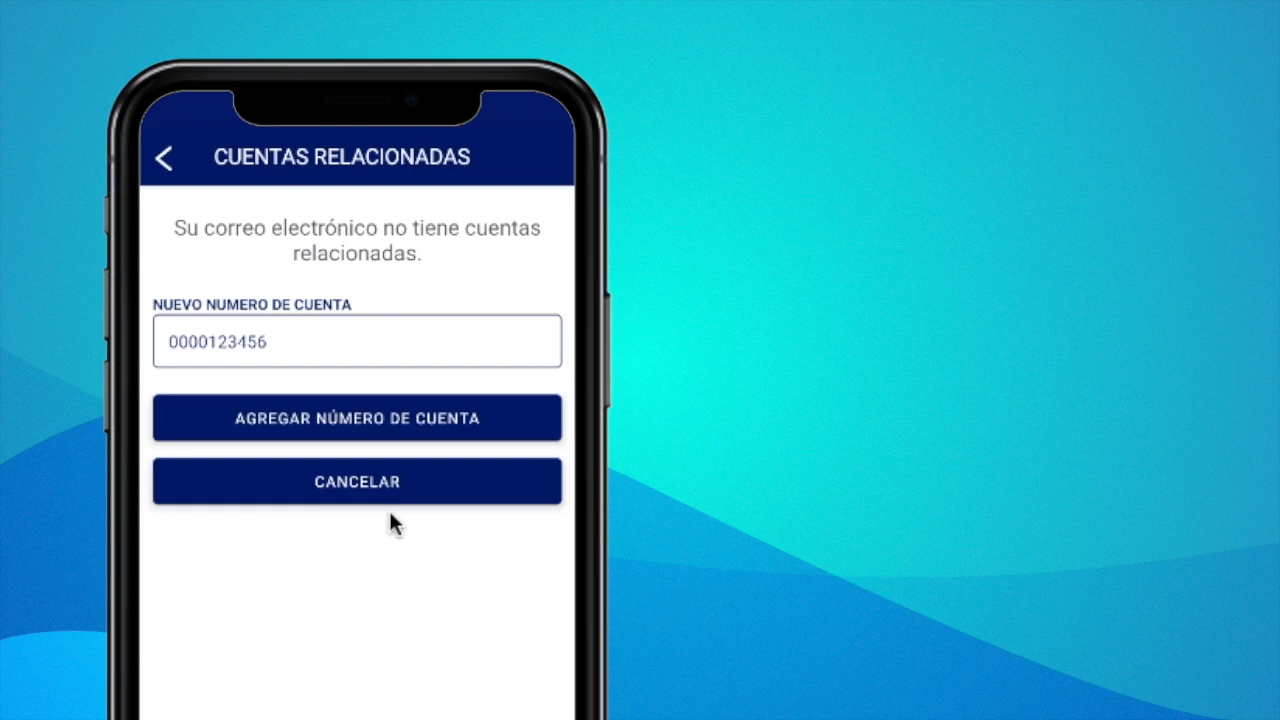 CUENTAS RELACIONADAS
Su correo electrónico no tiene cuentas
relacionadas.
NUEVO NUMERO DE CUENTA
0000123456
AGREGAR NÚMERO DE CUENTA
CANCELAR